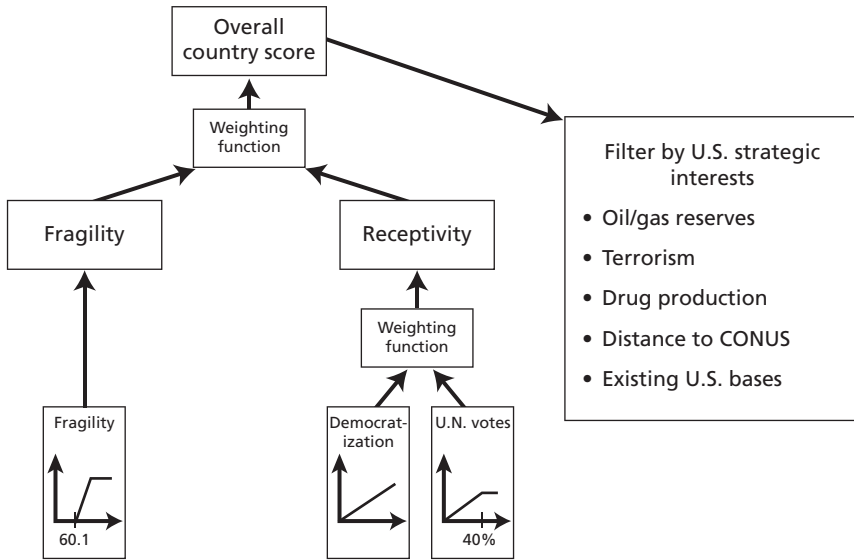 Overall
country score
Weighting
function
Filter by U.S. strategic
interests
• Oil/gas reserves
• Terrorism
• Drug production
• Distance to CONUS
• Existing U.S. bases
Fragility
Receptivity
Weighting
function
Fragility
60.1
Democrat-
ization
U.N. votes
40%